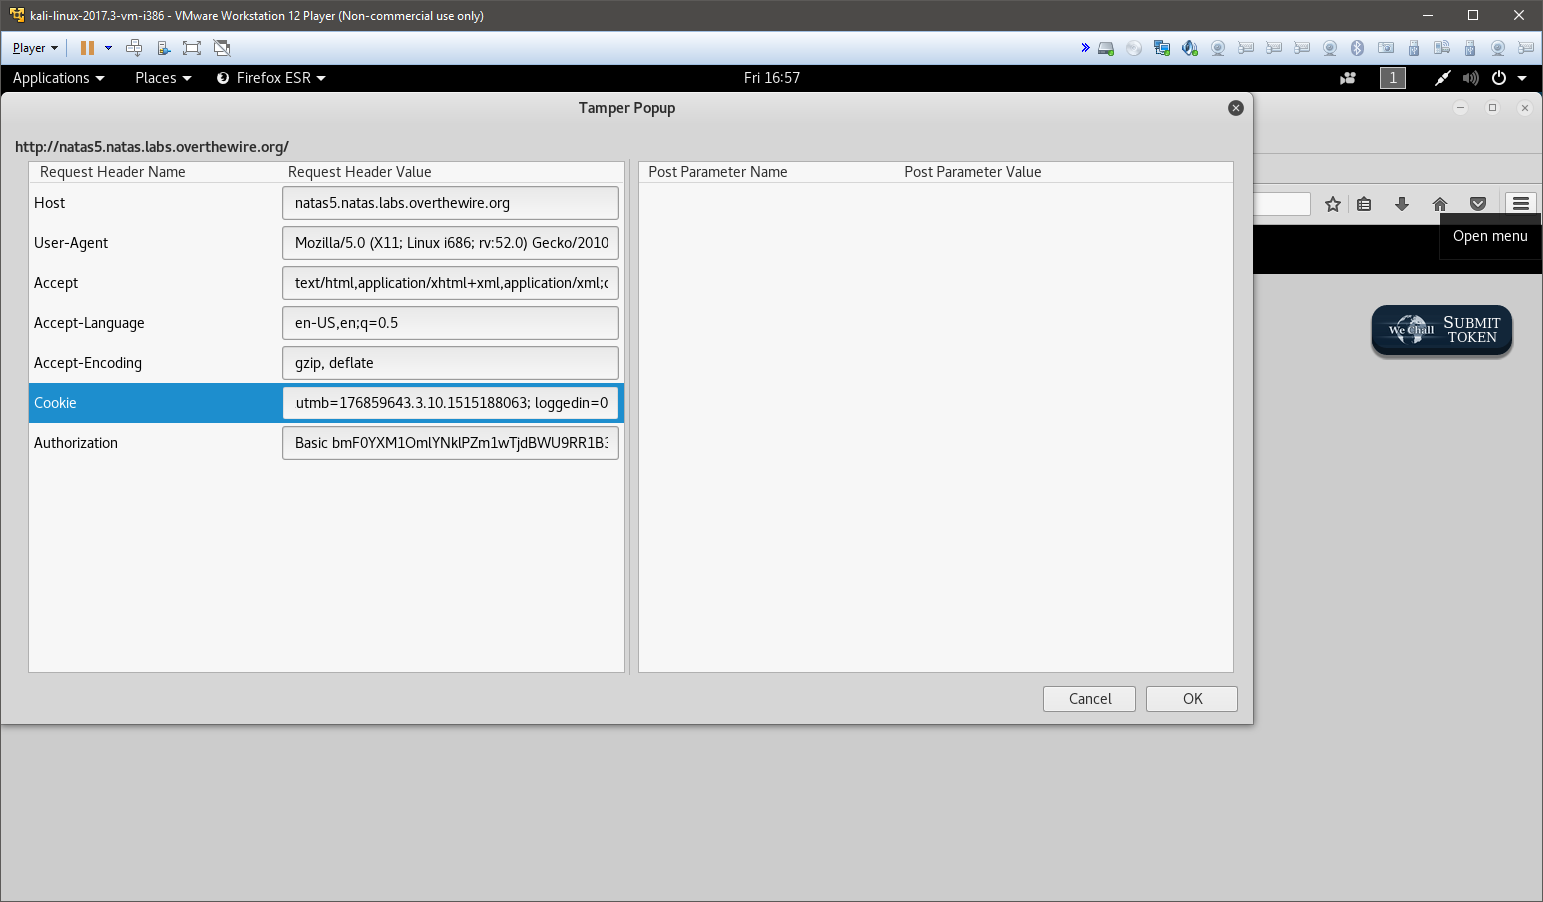 kali-linux-2017.3-vm-i386 - VMware Workstation 12 Player (Non-commercial use only)
Player
Applications Places Firefox ESR Fri 16:57 1
Tamper Popup
http://natas5.natas.labs.overthewire.org/
Request Header Name Request Header Value Post Parameter Name Post Parameter Value
Host natas5.natas.labs.overthewire.org
User-Agent Mozilla/5.0 (X11; Linux i686; rv:52.0) Gecko/2010
Open menu
Accept text/html,application/xhtml+xml,application/xml;q
Accept-Language en-US,en;q=0.5
We Chall SUBMIT TOKEN
Accept-Encoding gzip, deflate
Cookie utmb=176859643.3.10.1515188063; loggedin=0
Authorization Basic bmF0YXM1OmlYNklPZm1wTjdBWU9RR1B3
Cancel OK